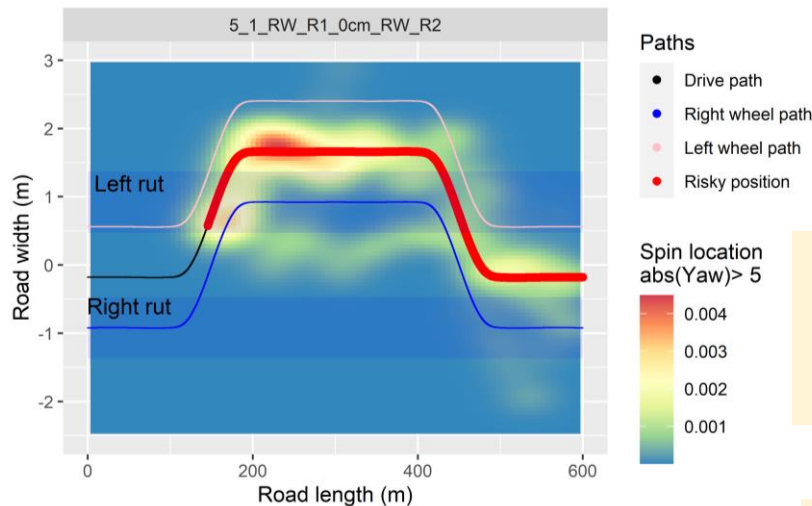 5_1_RW_R1_0cm_RW_R2
3
2
1
0
-1
-2
Road width (m)
Left rut
Right rut
0
200
400
600
Road length (m)
Paths
Drive path
Right wheel path
Left wheel path
Risky position
Spin location
abs(Yaw)> 5
0.004
0.003
0.002
0.001